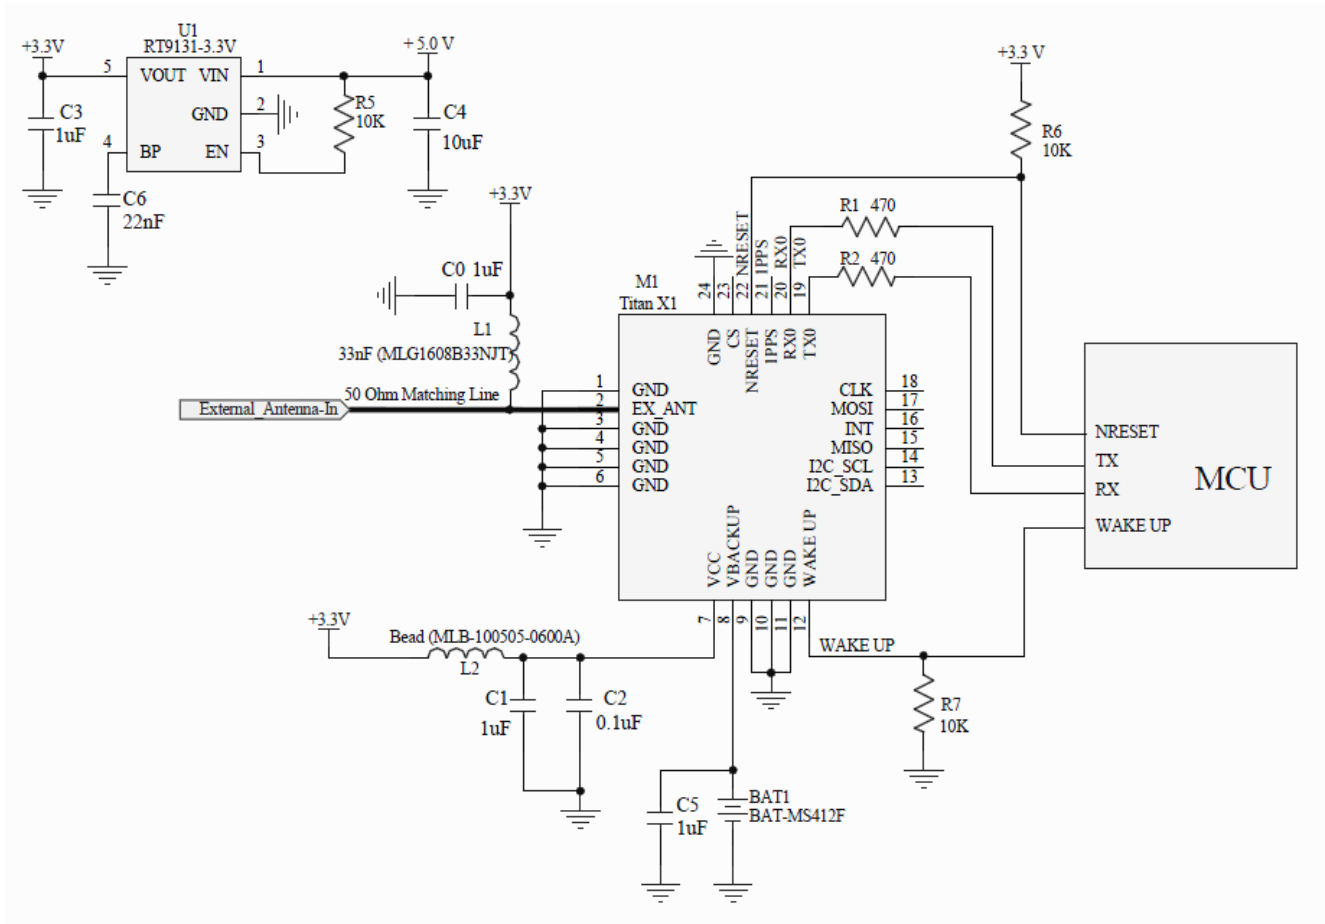 U1
RT9131-3.3V
+3.3V
+ 5.0 V
5 VOUT VIN 1
GND 2
4 BP EN 3
C3
1uF
R5
10K
C4
10uF
C6
22nF
+3.3 V
R6
10K
+3.3V
C0 1uF
L1
33nF (MLG1608B33NJT)
50 Ohm Matching Line
External_Antenna-In
R1 470
R2 470
NRESET
1PPS
RX0
TX0
24
23
22
21
20
19
M1
Titan X1
GND
CS
NRESET
1PPS
RX0
TX0
1 GND
2 EX_ANT
3 GND
4 GND
5 GND
6 GND
CLK 18
MOSI 17
INT 16
MISO 15
I2C_SCL 14
I2C_SDA 13
VCC
VBACKUP
GND
GND
GND
WAKE UP
7
8
9
10
11
12
NRESET
TX
RX
WAKE UP
MCU
WAKE UP
R7
10K
+3.3V
Bead (MLB-100505-0600A)
L2
C1
1uF
C2
0.1uF
C5
1uF
BAT1
BAT-MS412F